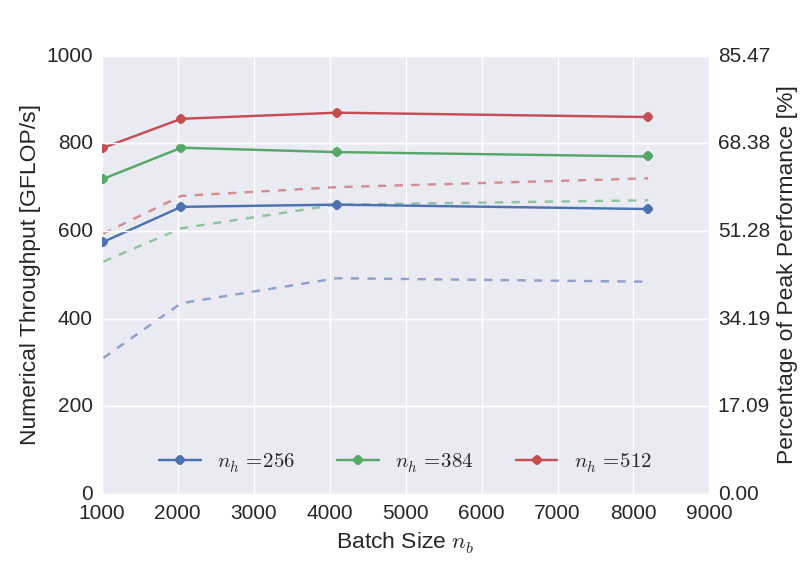 1000
800
600
400
200
0
Numerical Throughput [GFLOP/s]
85.47
68.38
51.28
34.19
17.09
0.00
Percentage of Peak Performance [%]
n_h =256 n_h =384 n_h =512
1000 2000 3000 4000 5000 6000 7000 8000 9000
Batch Size n_b